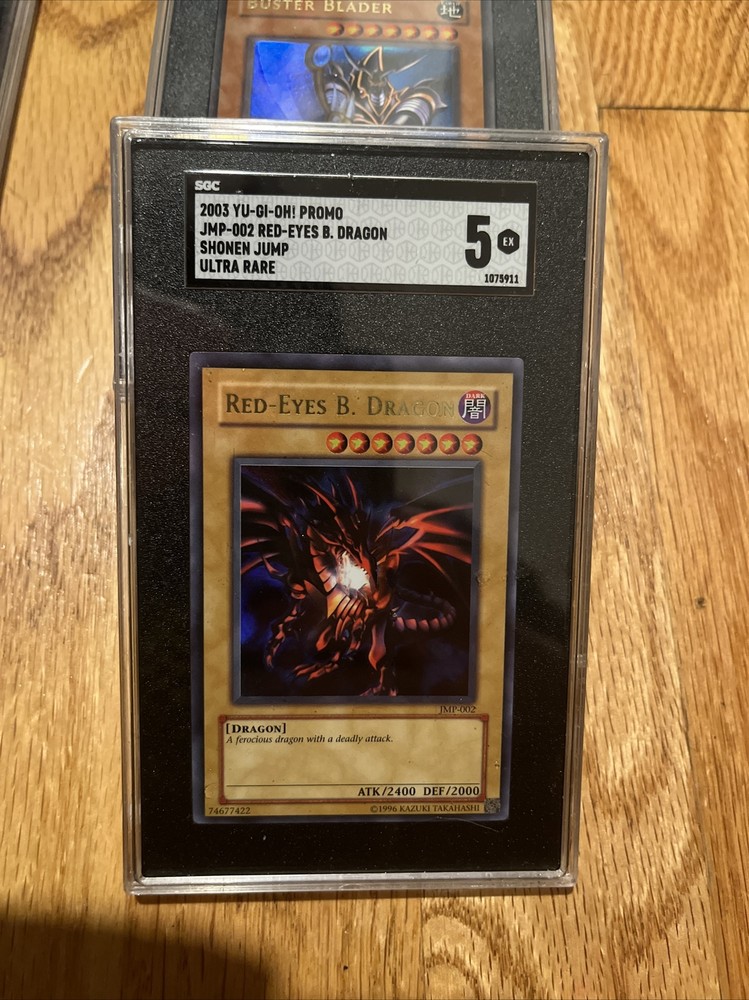 BUSTER BLADER
地
SGC
2003 YU-GI-OH! PROMO
JMP-002 RED-EYES B. DRAGON
SHONEN JUMP
ULTRA RARE
5 EX
1075911
RED-EYES B. DRAGON
DARK
闇
JMP-002
[DRAGON]
A ferocious dragon with a deadly attack.
ATK/2400 DEF/2000
74677422 ©1996 KAZUKI TAKAHASHI